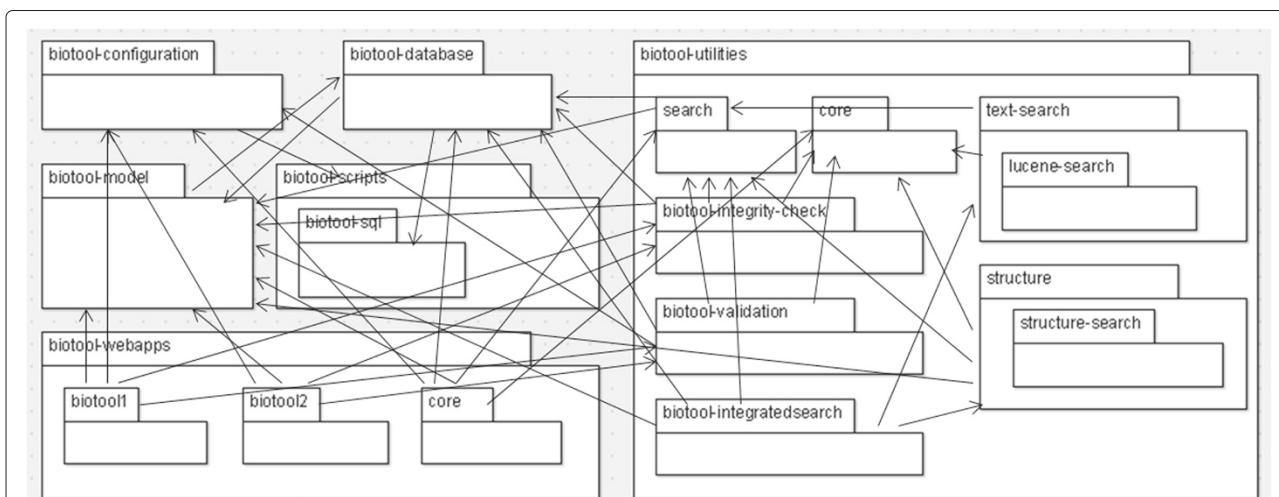 biotool-configuration
biotool-database
biotool-utilities
search
core
text-search
lucene-search
biotool-model
biotool-scripts
biotool-sql
biotool-integrity-check
structure
structure-search
biotool-validation
biotool-webapps
biotool1
biotool2
core
biotool-integratedsearch